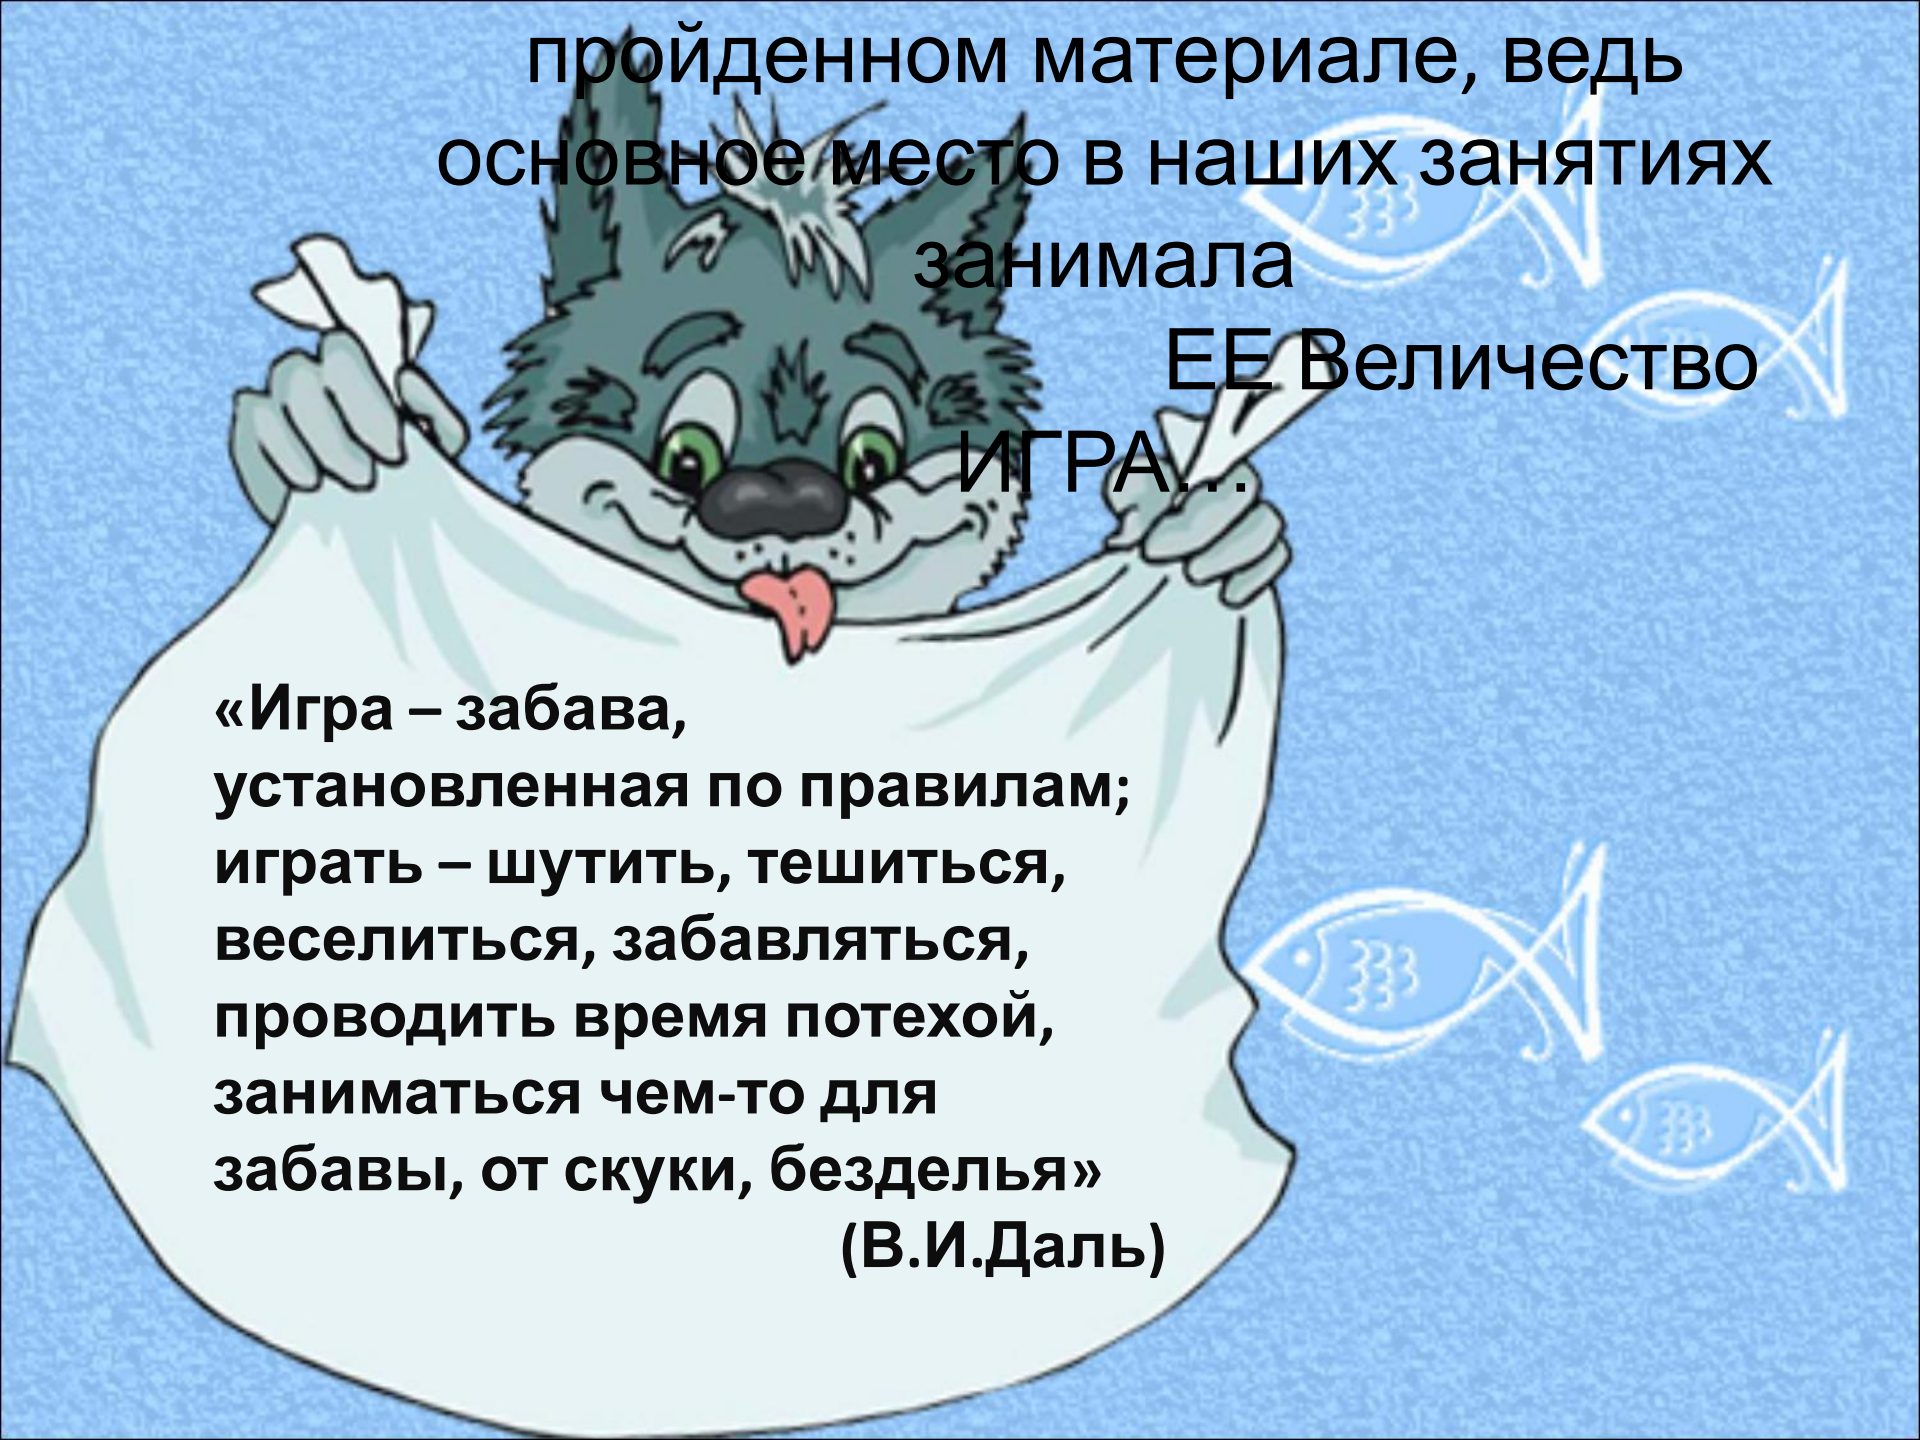 пройденном материале, ведь
основное место в наших занятиях
занимала
ЕЕ Величество
ИГРА…
«Игра – забава,
установленная по правилам;
играть – шутить, тешиться,
веселиться, забавляться,
проводить время потехой,
заниматься чем-то для
забавы, от скуки, безделья»
(В.И.Даль)